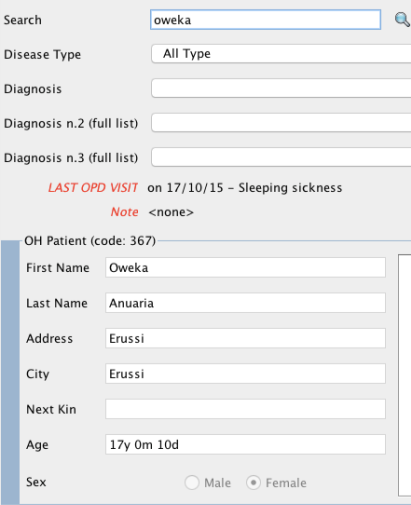 Search oweka
Disease Type All Type
Diagnosis
Diagnosis n.2 (full list)
Diagnosis n.3 (full list)
LAST OPD VISIT on 17/10/15 – Sleeping sickness
Note <none>
OH Patient (code: 367)
First Name Oweka
Last Name Anuaria
Address Erussi
City Erussi
Next Kin
Age 17y 0m 10d
Sex Male Female